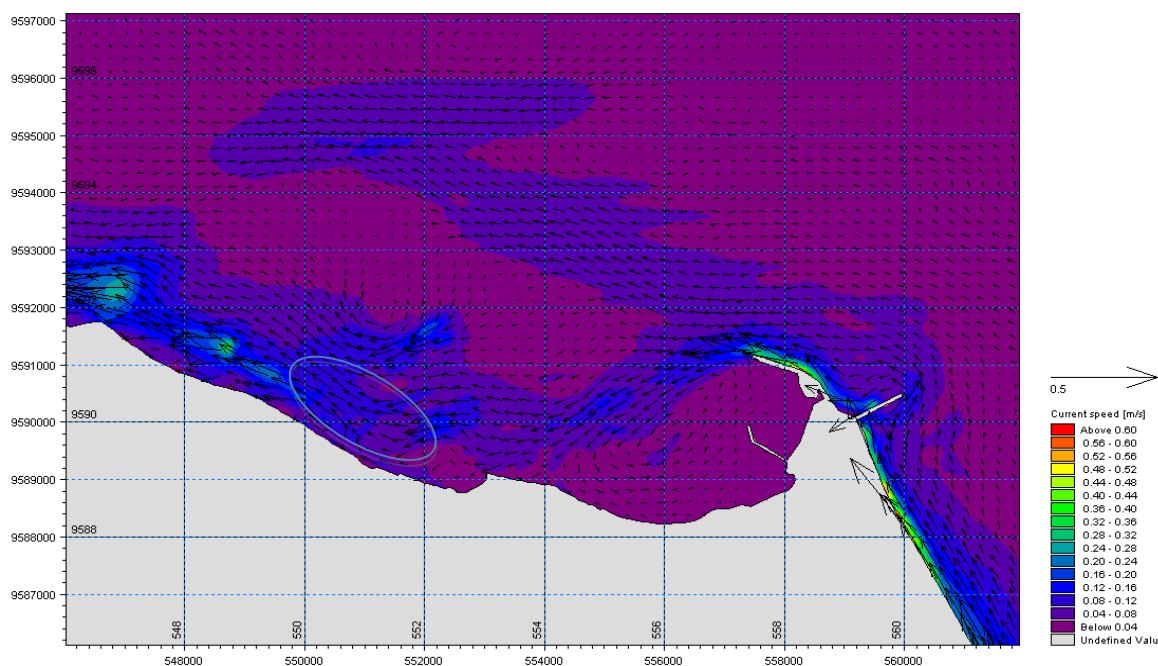 9597000
9596000
9595000
9594000
9593000
9592000
9591000
9590000
9589000
9588000
9587000
9596
9594
9590
9588
548
550
552
554
556
558
560
548000
550000
552000
554000
556000
558000
560000
0.5
Current speed [m/s]
Above 0.60
0.56 - 0.60
0.52 - 0.56
0.48 - 0.52
0.44 - 0.48
0.40 - 0.44
0.36 - 0.40
0.32 - 0.36
0.28 - 0.32
0.24 - 0.28
0.20 - 0.24
0.16 - 0.20
0.12 - 0.16
0.08 - 0.12
0.04 - 0.08
Below 0.04
Undefined Valu